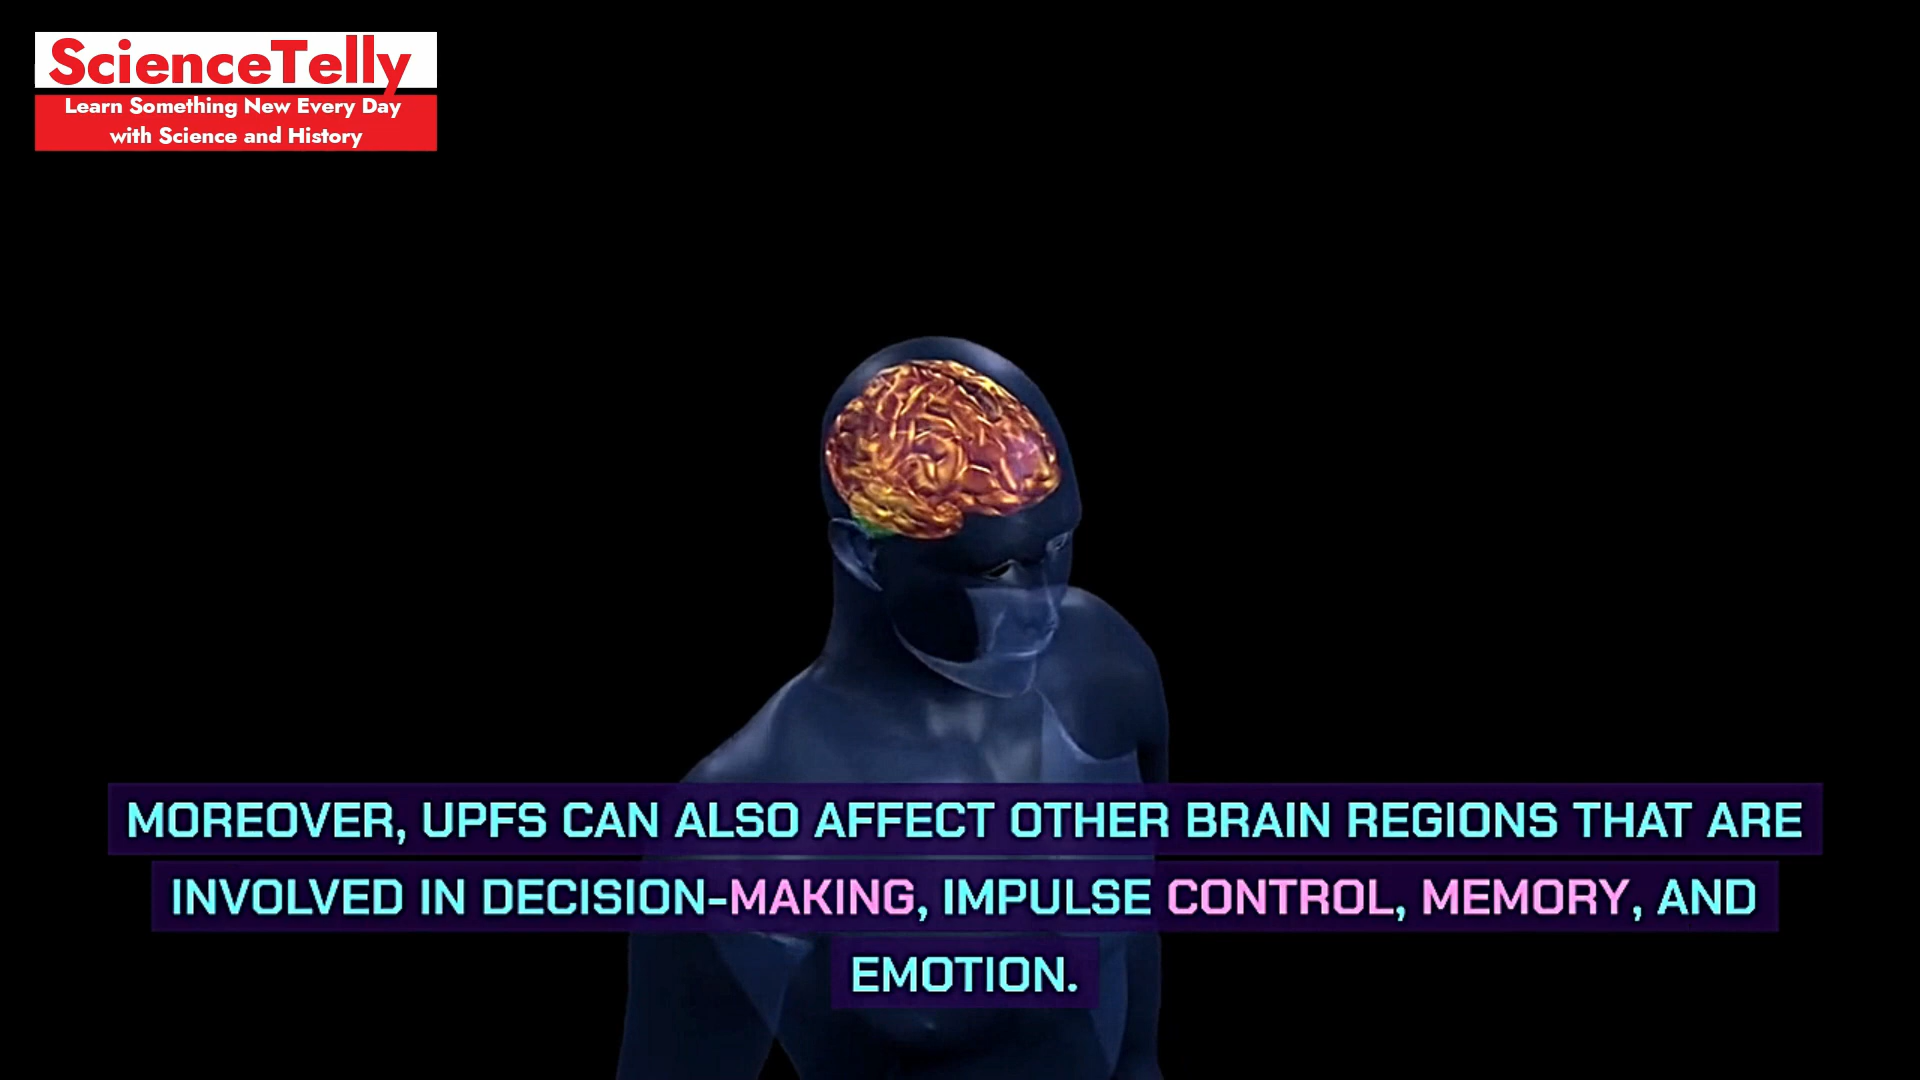 ScienceTelly
Learn Something New Every Day
with Science and History
MOREOVER, UPFS CAN ALSO AFFECT OTHER BRAIN REGIONS THAT ARE
INVOLVED IN DECISION-MAKING, IMPULSE CONTROL, MEMORY, AND
EMOTION.